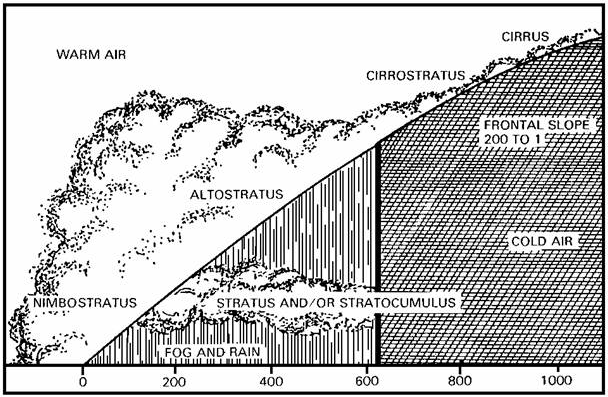 CIRRUS
WARM AIR
CIRROSTRATUS
FRONTAL SLOPE
200 TO 1
ALTOSTRATUS
COLD AIR
NIMBOSTRATUS
STRATUS AND/OR STRATOCUMULUS
FOG AND RAIN
0 200 400 600 800 1000